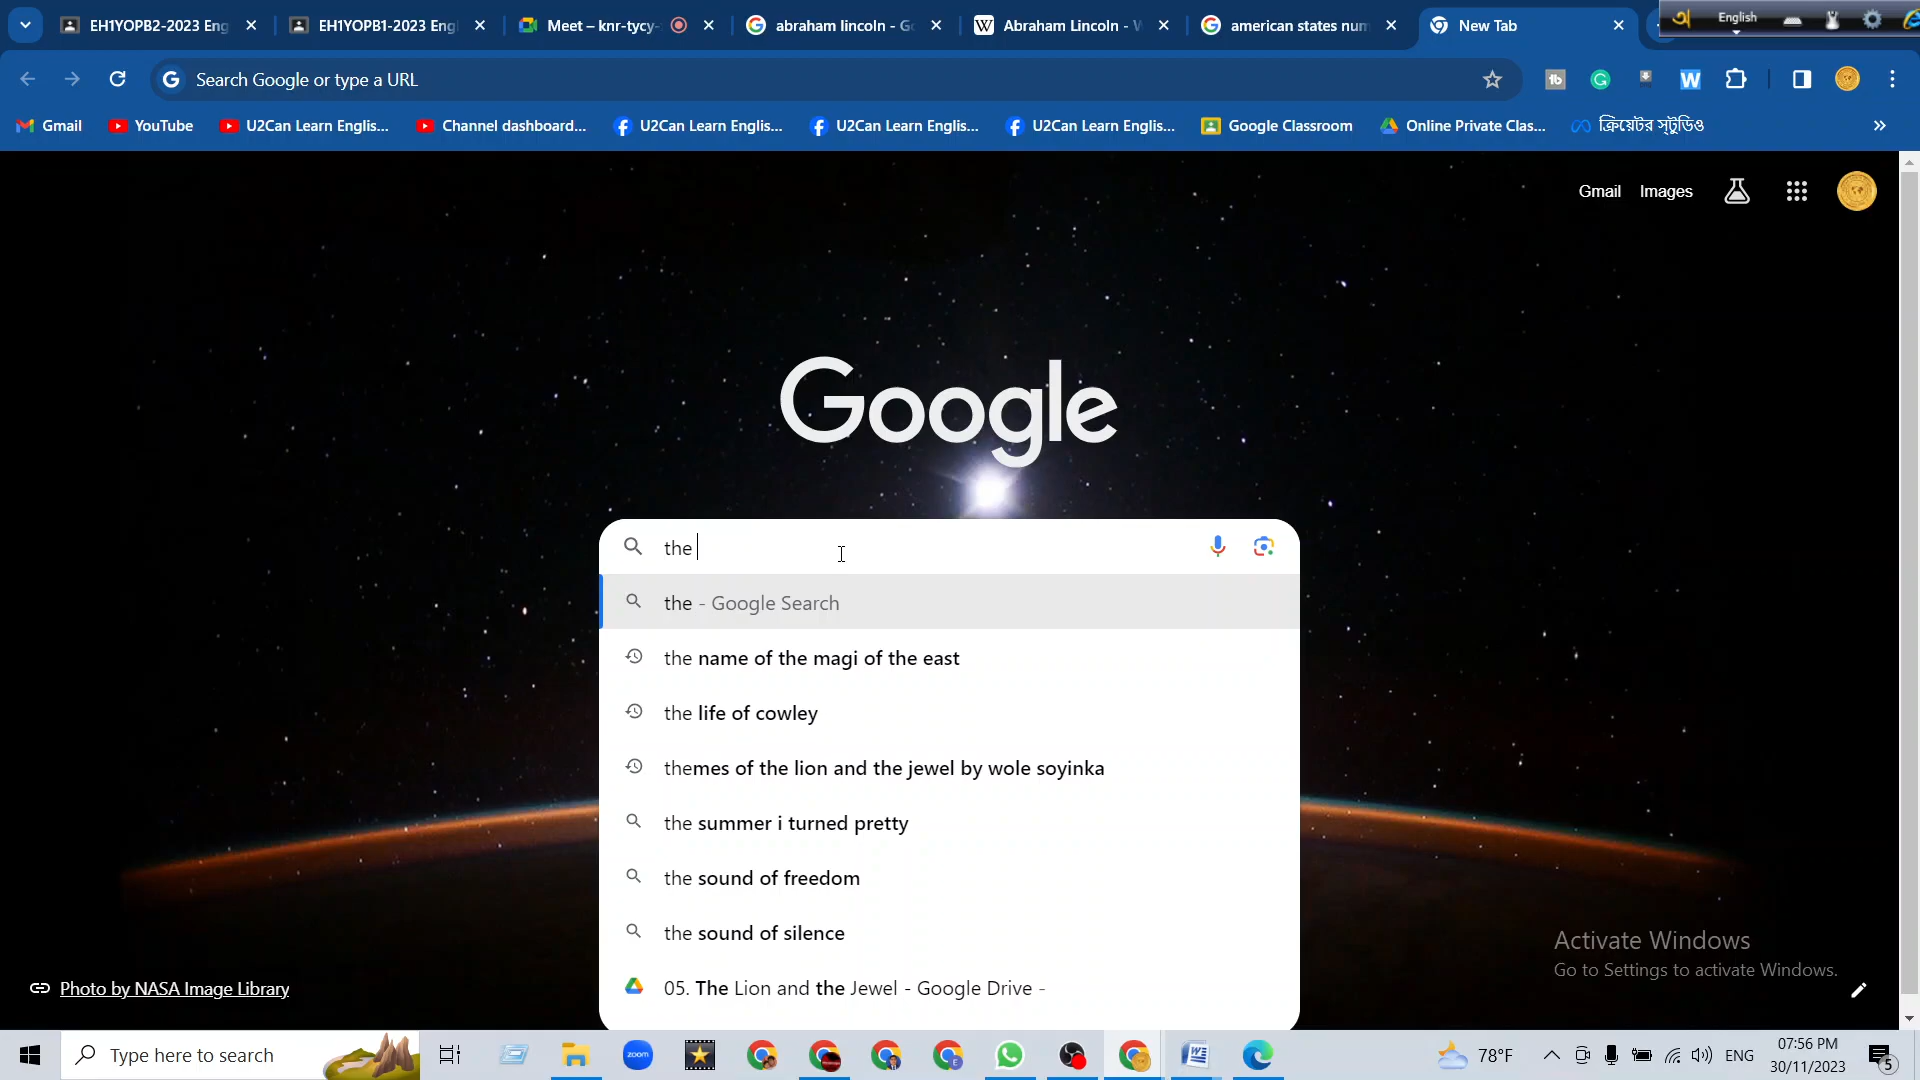 EH1YOPB2-2023 Eng
EH1YOPB1-2023 Engl
Meet – knr-tycy-
abraham lincoln - Go
Abraham Lincoln - W
american states num
New Tab
English
Search Google or type a URL
Gmail
YouTube
U2Can Learn Englis...
Channel dashboard...
U2Can Learn Englis...
U2Can Learn Englis...
U2Can Learn Englis...
Google Classroom
Online Private Clas...
ক্রিয়েটর স্টুডিও
Gmail
Images
Google
the
the - Google Search
the name of the magi of the east
the life of cowley
themes of the lion and the jewel by wole soyinka
the summer i turned pretty
the sound of freedom
the sound of silence
05. The Lion and the Jewel - Google Drive -
Activate Windows
Go to Settings to activate Windows.
Photo by NASA Image Library
Type here to search
zoom
78°F
ENG
07:56 PM
30/11/2023
5